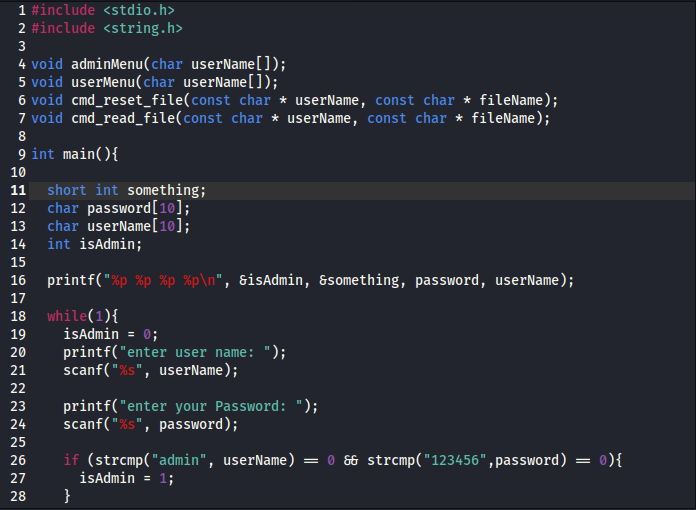 1 #include <stdio.h>
2 #include <string.h>
3
4 void adminMenu(char userName[]);
5 void userMenu(char userName[]);
6 void cmd_reset_file(const char * userName, const char * fileName);
7 void cmd_read_file(const char * userName, const char * fileName);
8
9 int main(){
10
11   short int something;
12   char password[10];
13   char userName[10];
14   int isAdmin;
15
16   printf("%p %p %p %p\n", &isAdmin, &something, password, userName);
17
18   while(1){
19     isAdmin = 0;
20     printf("enter user name: ");
21     scanf("%s", userName);
22
23     printf("enter your Password: ");
24     scanf("%s", password);
25
26     if (strcmp("admin", userName) == 0 && strcmp("123456",password) == 0){
27       isAdmin = 1;
28     }